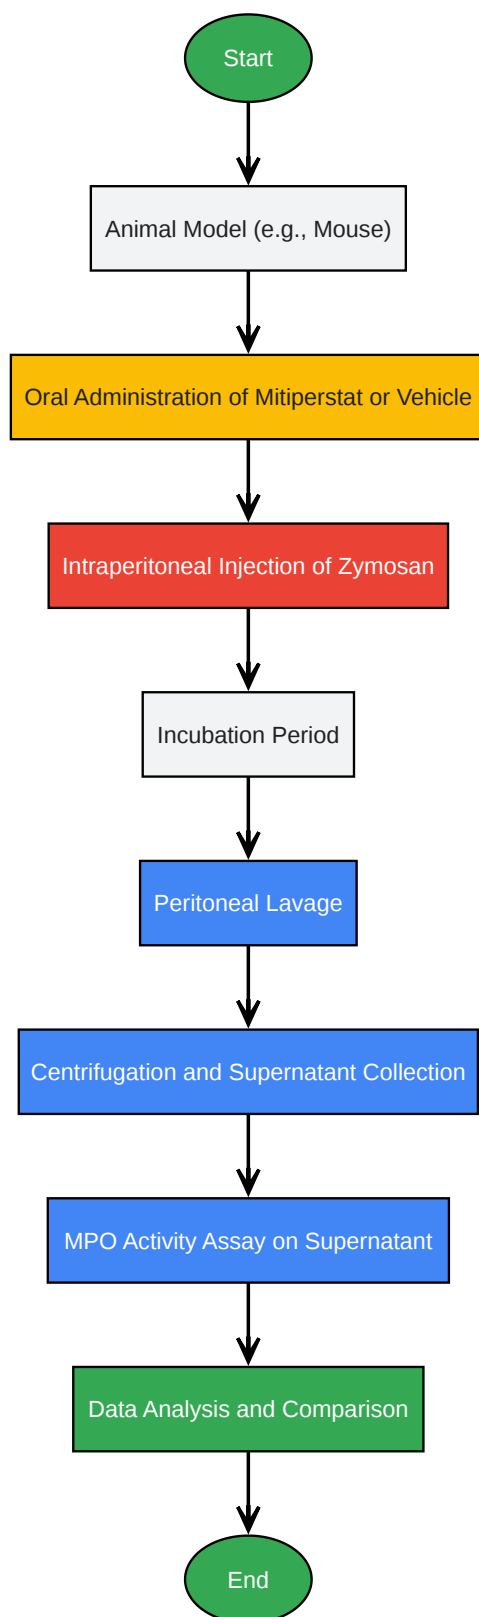 Start
Animal Model (e.g., Mouse)
Oral Administration of Mitiperstat or Vehicle
Intraperitoneal Injection of Zymosan
Incubation Period
Peritoneal Lavage
Centrifugation and Supernatant Collection
MPO Activity Assay on Supernatant
Data Analysis and Comparison
End